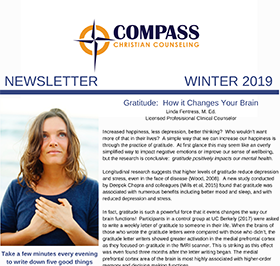 COMPASS
CHRISTIAN COUNSELING
NEWSLETTER WINTER 2019
Gratitude: How it Changes Your Brain
Linda Ferntress, M. Ed.
Licensed Professional Clinical Counselor
Increased happiness, less depression, better thinking? Who wouldn't want
more of that in their lives? A simple way that we can increase our happiness is
through the practice of gratitude. At first glance this may seem like an overly
simplified way to impact negative emotions or improve our sense of wellbeing,
but the research is conclusive: gratitude positively impacts our mental health.
Longitudinal research suggests that higher levels of gratitude reduce depression
and stress, even in the face of disease (Wood, 2008). A new study conducted
by Deepok Chopra and colleagues (Mills et al, 2015) found that gratitude was
associated with numerous benefits including better mood and sleep, and with
reduced depression and stress.
In fact, gratitude is such a powerful force that it evens changes the way our
brain functions! Participants in a control group at UC Berkely (2017) were asked
to write a weekly letter of gratitude to someone in their life. When the brains of
those who wrote the gratitude letters were compared with those who didn't, the
gratitude letter writers showed greater activation in the medial prefrontal cortex
as they focused on gratitude in the fMRI scanner. This is striking as this effect
was even found three months after the letter writing began. The medial
prefrontal cortex area of the brain is most highly associated with higher-order
Take a few minutes every evening
to write down five good things